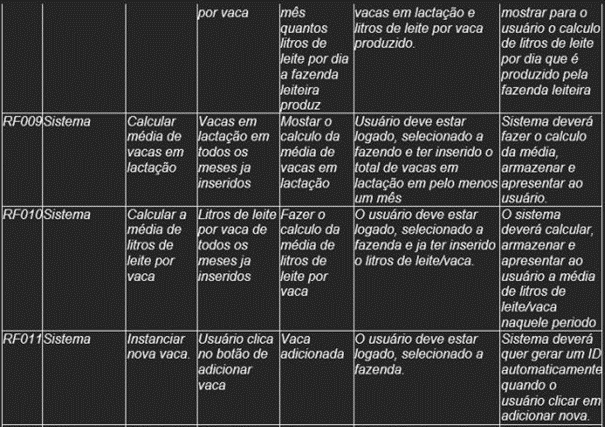 por vaca
mês
quantos
litros de
leite por dia
a fazenda
leiteira
produz
vacas em lactação e
litros de leite por vaca
produzido.
mostrar para o
usuário o calculo
de litros de leite
por dia que é
produzido pela
fazenda leiteira
RF009
Sistema
Calcular
média de
vacas em
lactação
Vacas em
lactação em
todos os
meses ja
inseridos
Mostar o
calculo da
média de
vacas em
lactação
Usuário deve estar
logado, selecionado a
fazendo e ter inserido o
total de vacas em
lactação em pelo menos
um mês
Sistema deverá
fazer o calculo
da média,
armazenar e
apresentar ao
usuário.
RF010
Sistema
Calcular a
média de
litros de
leite por
vaca
Litros de leite
por vaca de
todos os
meses ja
inseridos
Fazer o
calculo da
média de
litros de
leite por
vaca
O usuário deve estar
logado, selecionado a
fazenda e ja ter inserido
o litros de leite/vaca.
O sistema
deverá calcular,
armazenar e
apresentar ao
usuário a média
de litros de
leite/vaca
naquele periodo
RF011
Sistema
Instanciar
nova vaca.
Usuário clica
no botão de
adicionar
vaca
Vaca
adicionada
O usuário deve estar
logado, selecionado a
fazenda.
Sistema deverá
quer gerar um ID
automaticamente
quando o
usuário clicar em
adicionar nova.